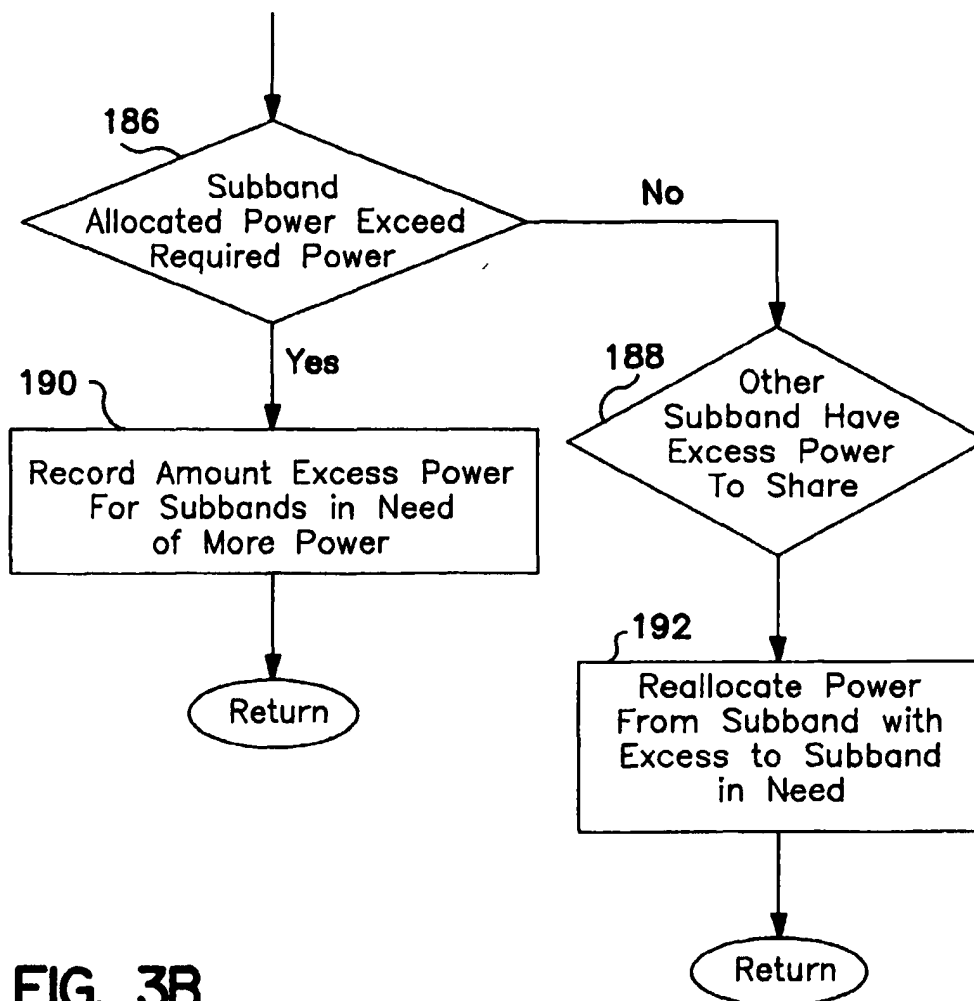 186
Subband
Allocated Power Exceed
Required Power
No
Yes
190
Record Amount Excess Power
For Subbands in Need
of More Power
Return
188
Other
Subband Have
Excess Power
To Share
192
Reallocate Power
From Subband with
Excess to Subband
in Need
Return
FIG. 3B